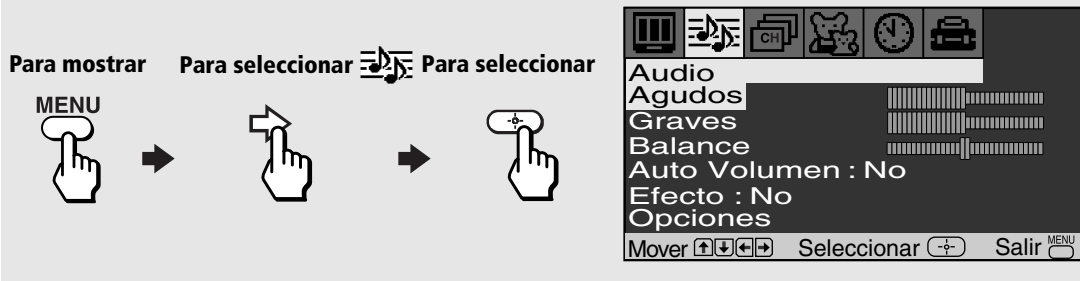 Para mostrar
Para seleccionar
Para seleccionar
MENU
CH
Audio
Agudos
Graves
Balance
Auto Volumen : No
Efecto : No
Opciones
Mover Seleccionar Salir MENU